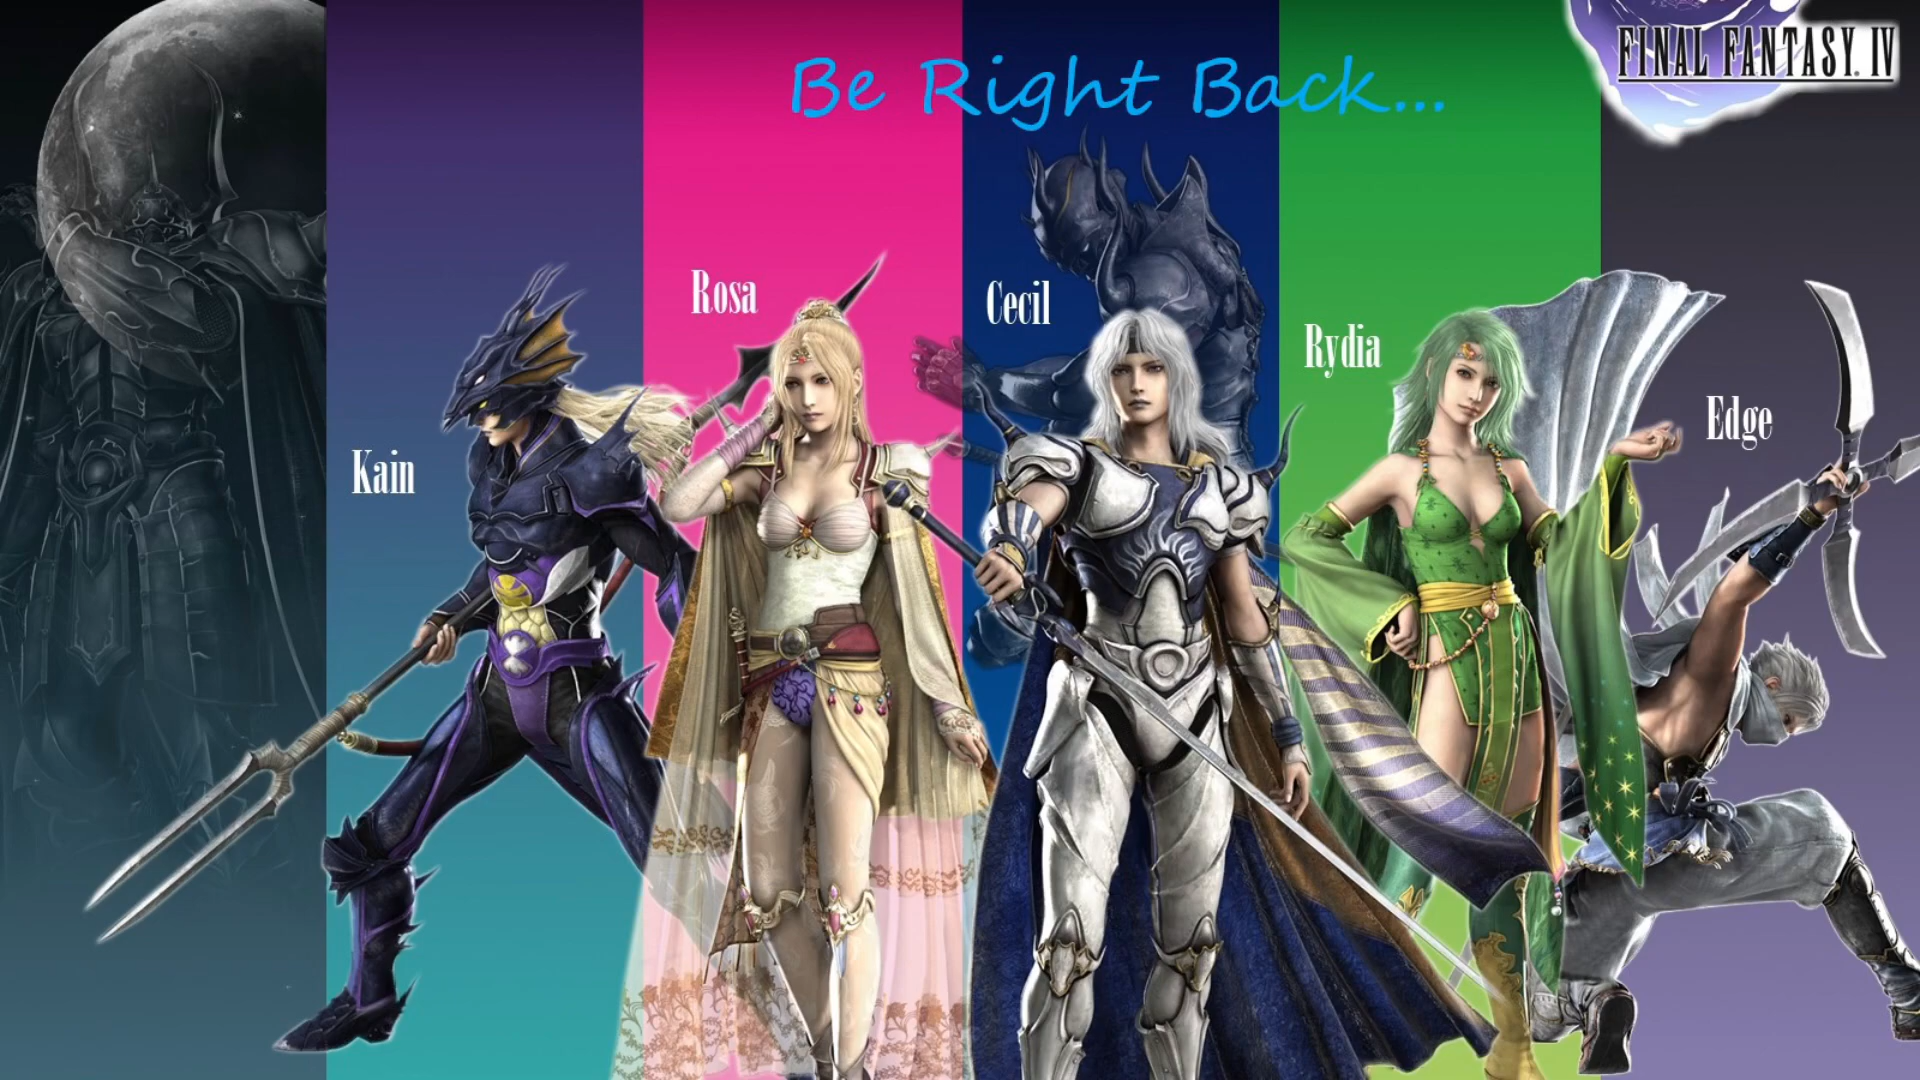 Be Right Back...
FINAL FANTASY IV
Rosa
Cecil
Rydia
Edge
Kain